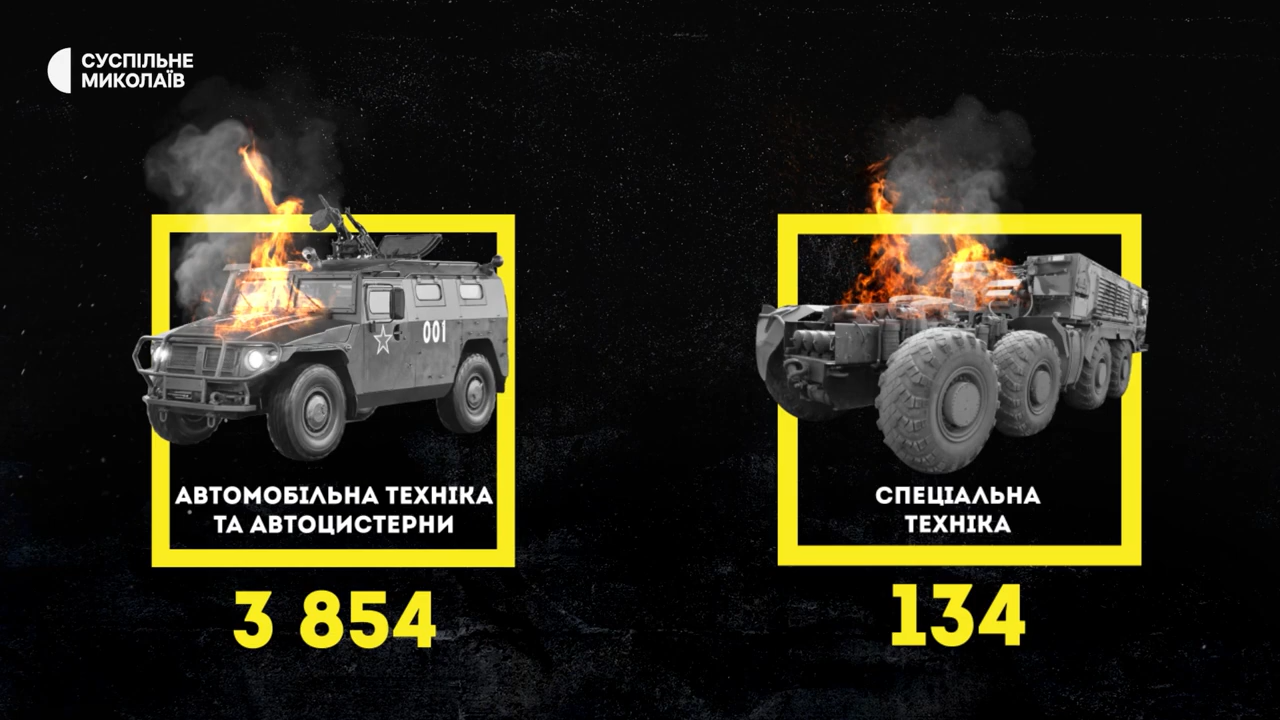 СУСПІЛЬНЕ
МИКОЛАЇВ
001
АВТОМОБІЛЬНА ТЕХНІКА
ТА АВТОЦИСТЕРНИ
3 854
СПЕЦІАЛЬНА
ТЕХНІКА
134